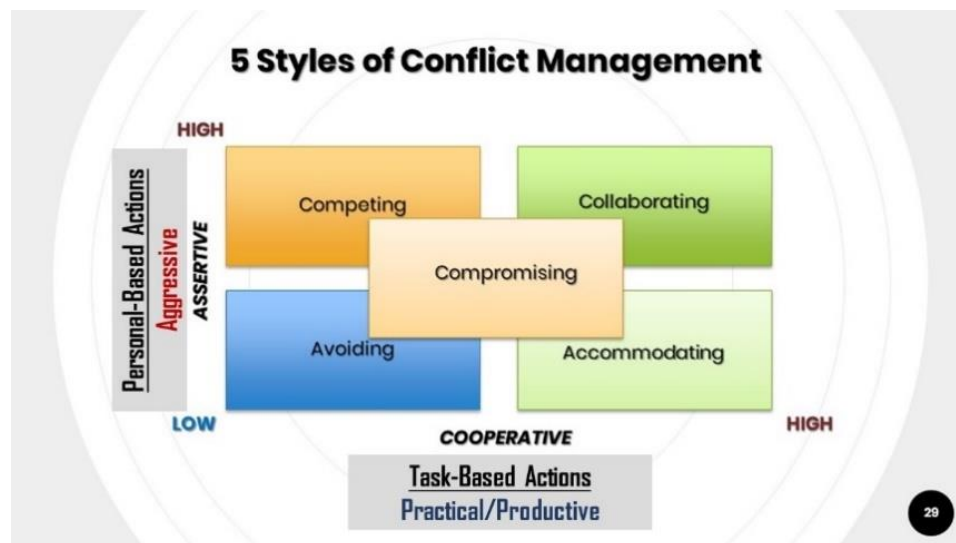 5 Styles of Conflict Management
HIGH
Personal-Based Actions
Aggressive
ASSERTIVE
Competing
Collaborating
Compromising
Avoiding
Accommodating
LOW
HIGH
COOPERATIVE
Task-Based Actions
Practical/Productive
29